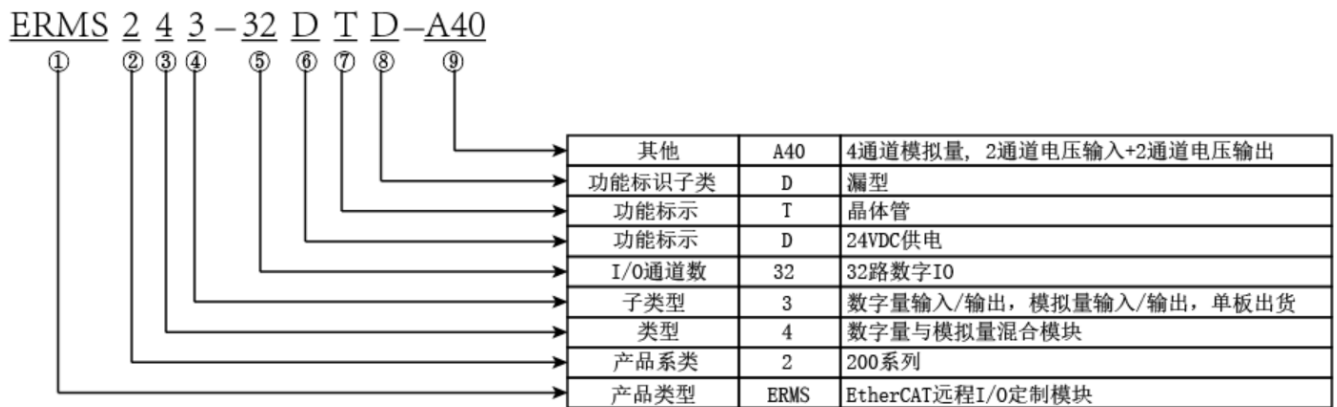 ERMS 2 4 3-32 D T D-A40
① ② ③ ④ ⑤ ⑥ ⑦ ⑧ ⑨
其他 A40 4通道模拟量, 2通道电压输入+2通道电压输出
功能标识子类 D 漏型
功能标示 T 晶体管
功能标示 D 24VDC供电
I/O通道数 32 32路数字IO
子类型 3 数字量输入/输出，模拟量输入/输出，单板出货
类型 4 数字量与模拟量混合模块
产品系类 2 200系列
产品类型 ERMS EtherCAT远程I/O定制模块